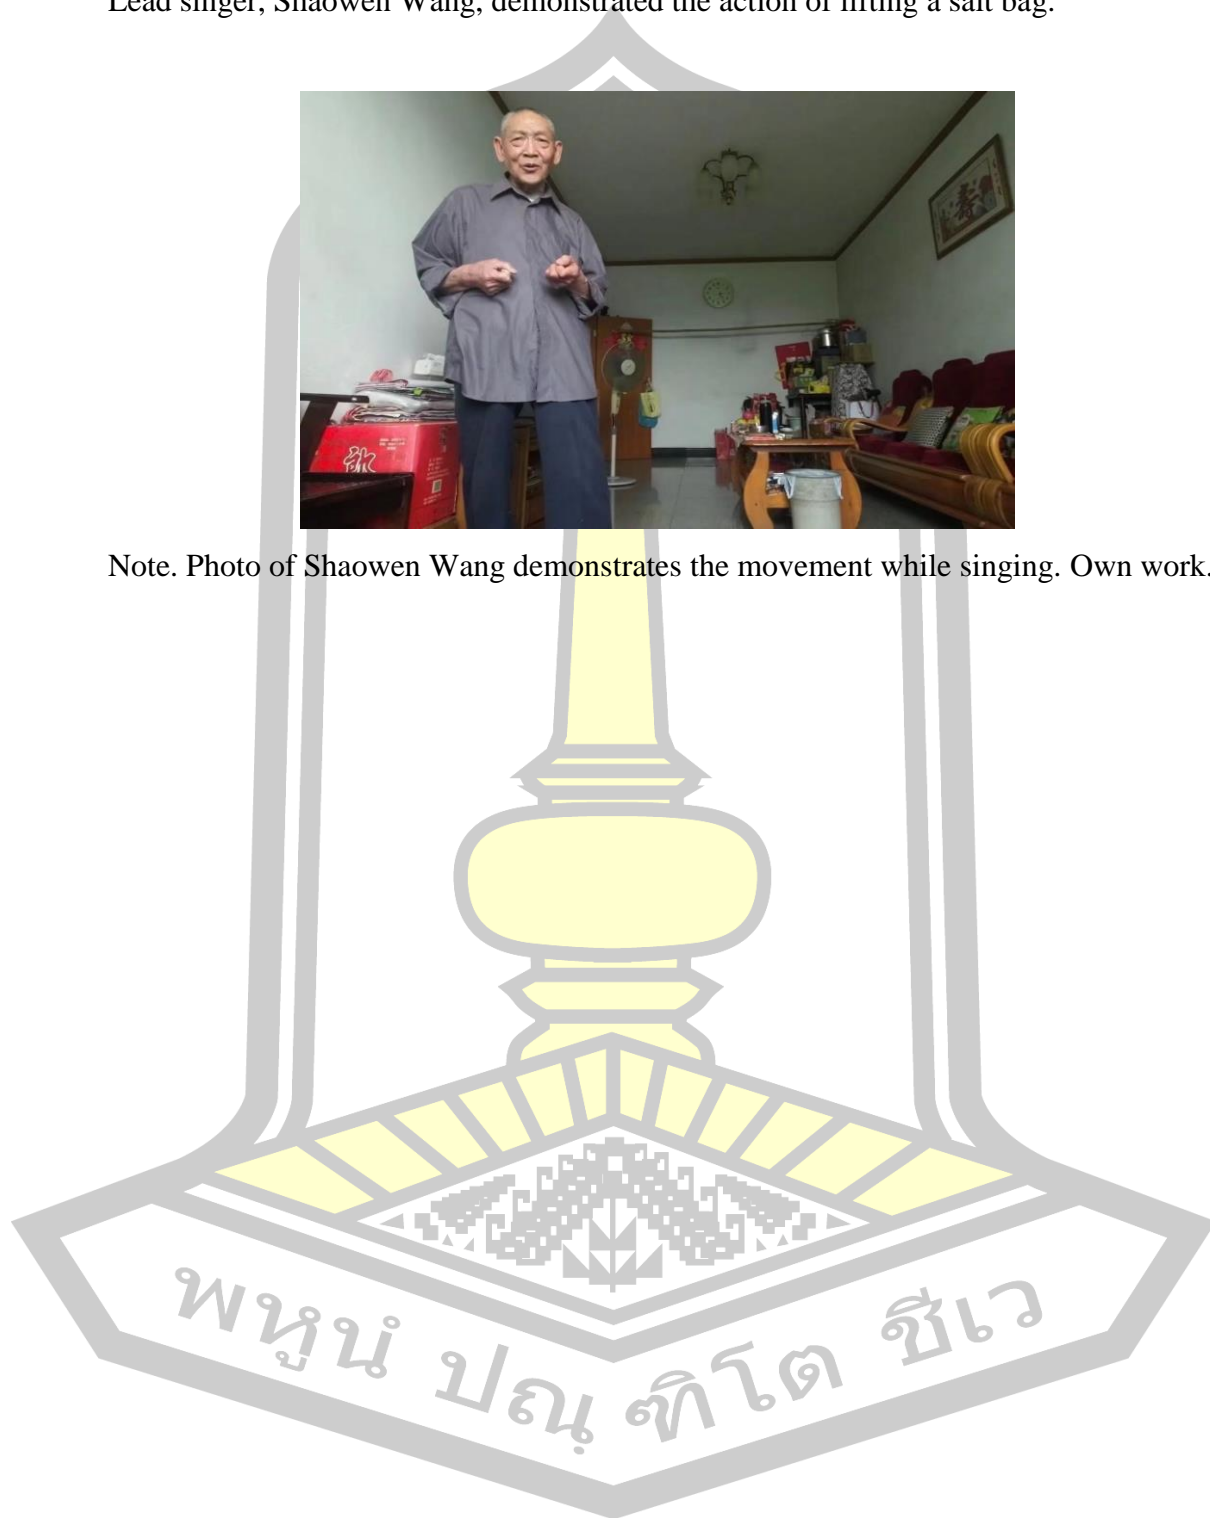 Lead singer, Shaowen Wang, demonstrated the action of lifting a salt bag.
寿
Note. Photo of Shaowen Wang demonstrates the movement while singing. Own work.
พหูนํ ปณฺฑิโต ชีเว